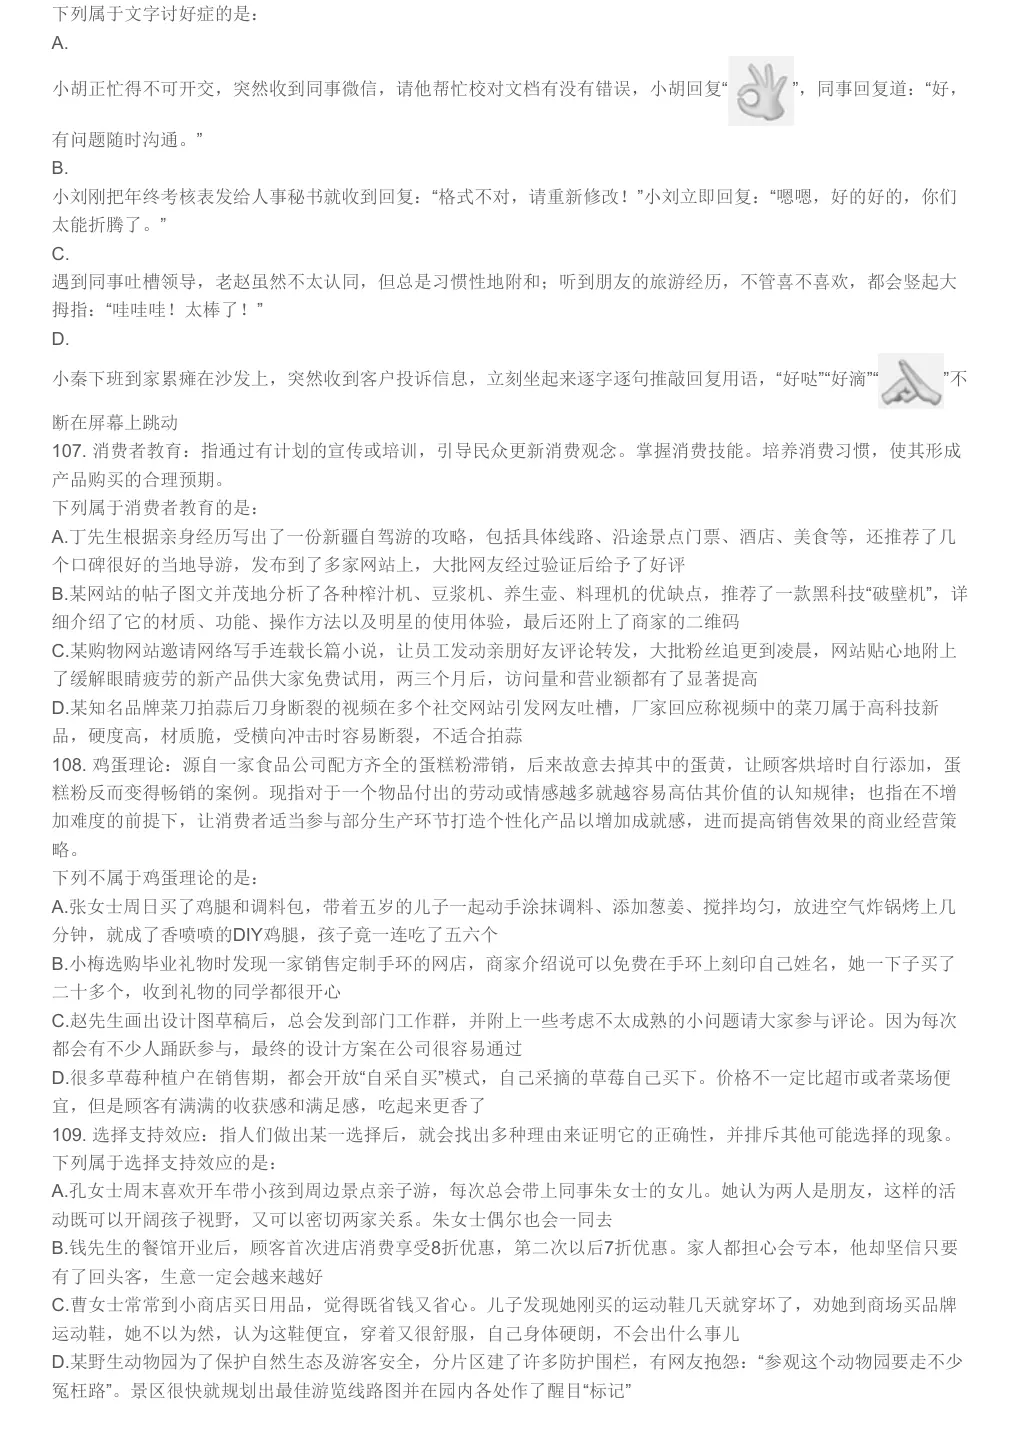 下列属于文字讨好症的是：
A.
小胡正忙得不可开交，突然收到同事微信，请他帮忙校对文档有没有错误，小胡回复“”，同事回复道：“好，
有问题随时沟通。”
B.
小刘刚把年终考核表发给人事秘书就收到回复：“格式不对，请重新修改！”小刘立即回复：“嗯嗯，好的好的，你们
太能折腾了。”
C.
遇到同事吐槽领导，老赵虽然不太认同，但总是习惯性地附和；听到朋友的旅游经历，不管喜不喜欢，都会竖起大
拇指：“哇哇哇！太棒了！”
D.
小秦下班到家累瘫在沙发上，突然收到客户投诉信息，立刻坐起来逐字逐句推敲回复用语，“好哒”“好滴”“”不
断在屏幕上跳动
107. 消费者教育：指通过有计划的宣传或培训，引导民众更新消费观念。掌握消费技能。培养消费习惯，使其形成
产品购买的合理预期。
下列属于消费者教育的是：
A.丁先生根据亲身经历写出了一份新疆自驾游的攻略，包括具体线路、沿途景点门票、酒店、美食等，还推荐了几
个口碑很好的当地导游，发布到了多家网站上，大批网友经过验证后给予了好评
B.某网站的帖子图文并茂地分析了各种榨汁机、豆浆机、养生壶、料理机的优缺点，推荐了一款黑科技“破壁机”，详
细介绍了它的材质、功能、操作方法以及明星的使用体验，最后还附上了商家的二维码
C.某购物网站邀请网络写手连载长篇小说，让员工发动亲朋好友评论转发，大批粉丝追更到凌晨，网站贴心地附上
了缓解眼睛疲劳的新产品供大家免费试用，两三个月后，访问量和营业额都有了显著提高
D.某知名品牌菜刀拍蒜后刀身断裂的视频在多个社交网站引发网友吐槽，厂家回应称视频中的菜刀属于高科技新
品，硬度高，材质脆，受横向冲击时容易断裂，不适合拍蒜
108. 鸡蛋理论：源自一家食品公司配方齐全的蛋糕粉滞销，后来故意去掉其中的蛋黄，让顾客烘培时自行添加，蛋
糕粉反而变得畅销的案例。现指对于一个物品付出的劳动或情感越多就越容易高估其价值的认知规律；也指在不增
加难度的前提下，让消费者适当参与部分生产环节打造个性化产品以增加成就感，进而提高销售效果的商业经营策
略。
下列不属于鸡蛋理论的是：
A.张女士周日买了鸡腿和调料包，带着五岁的儿子一起动手涂抹调料、添加葱姜、搅拌均匀，放进空气炸锅烤上几
分钟，就成了香喷喷的DIY鸡腿，孩子竟一连吃了五六个
B.小梅选购毕业礼物时发现一家销售定制手环的网店，商家介绍说可以免费在手环上刻印自己姓名，她一下子买了
二十多个，收到礼物的同学都很开心
C.赵先生画出设计图草稿后，总会发到部门工作群，并附上一些考虑不太成熟的小问题请大家参与评论。因为每次
都会有不少人踊跃参与，最终的设计方案在公司很容易通过
D.很多草莓种植户在销售期，都会开放“自采自买”模式，自己采摘的草莓自己买下。价格不一定比超市或者菜场便
宜，但是顾客有满满的收获感和满足感，吃起来更香了
109. 选择支持效应：指人们做出某一选择后，就会找出多种理由来证明它的正确性，并排斥其他可能选择的现象。
下列属于选择支持效应的是：
A.孔女士周末喜欢开车带小孩到周边景点亲子游，每次总会带上同事朱女士的女儿。她认为两人是朋友，这样的活
动既可以开阔孩子视野，又可以密切两家关系。朱女士偶尔也会一同去
B.钱先生的餐馆开业后，顾客首次进店消费享受8折优惠，第二次以后7折优惠。家人都担心会亏本，他却坚信只要
有了回头客，生意一定会越来越好
C.曹女士常常到小商店买日用品，觉得既省钱又省心。儿子发现她刚买的运动鞋几天就穿坏了，劝她到商场买品牌
运动鞋，她不以为然，认为这鞋便宜，穿着又很舒服，自己身体硬朗，不会出什么事儿
D.某野生动物园为了保护自然生态及游客安全，分片区建了许多防护围栏，有网友抱怨：“参观这个动物园要走不少
冤枉路”。景区很快就规划出最佳游览线路图并在园内各处作了醒目“标记”